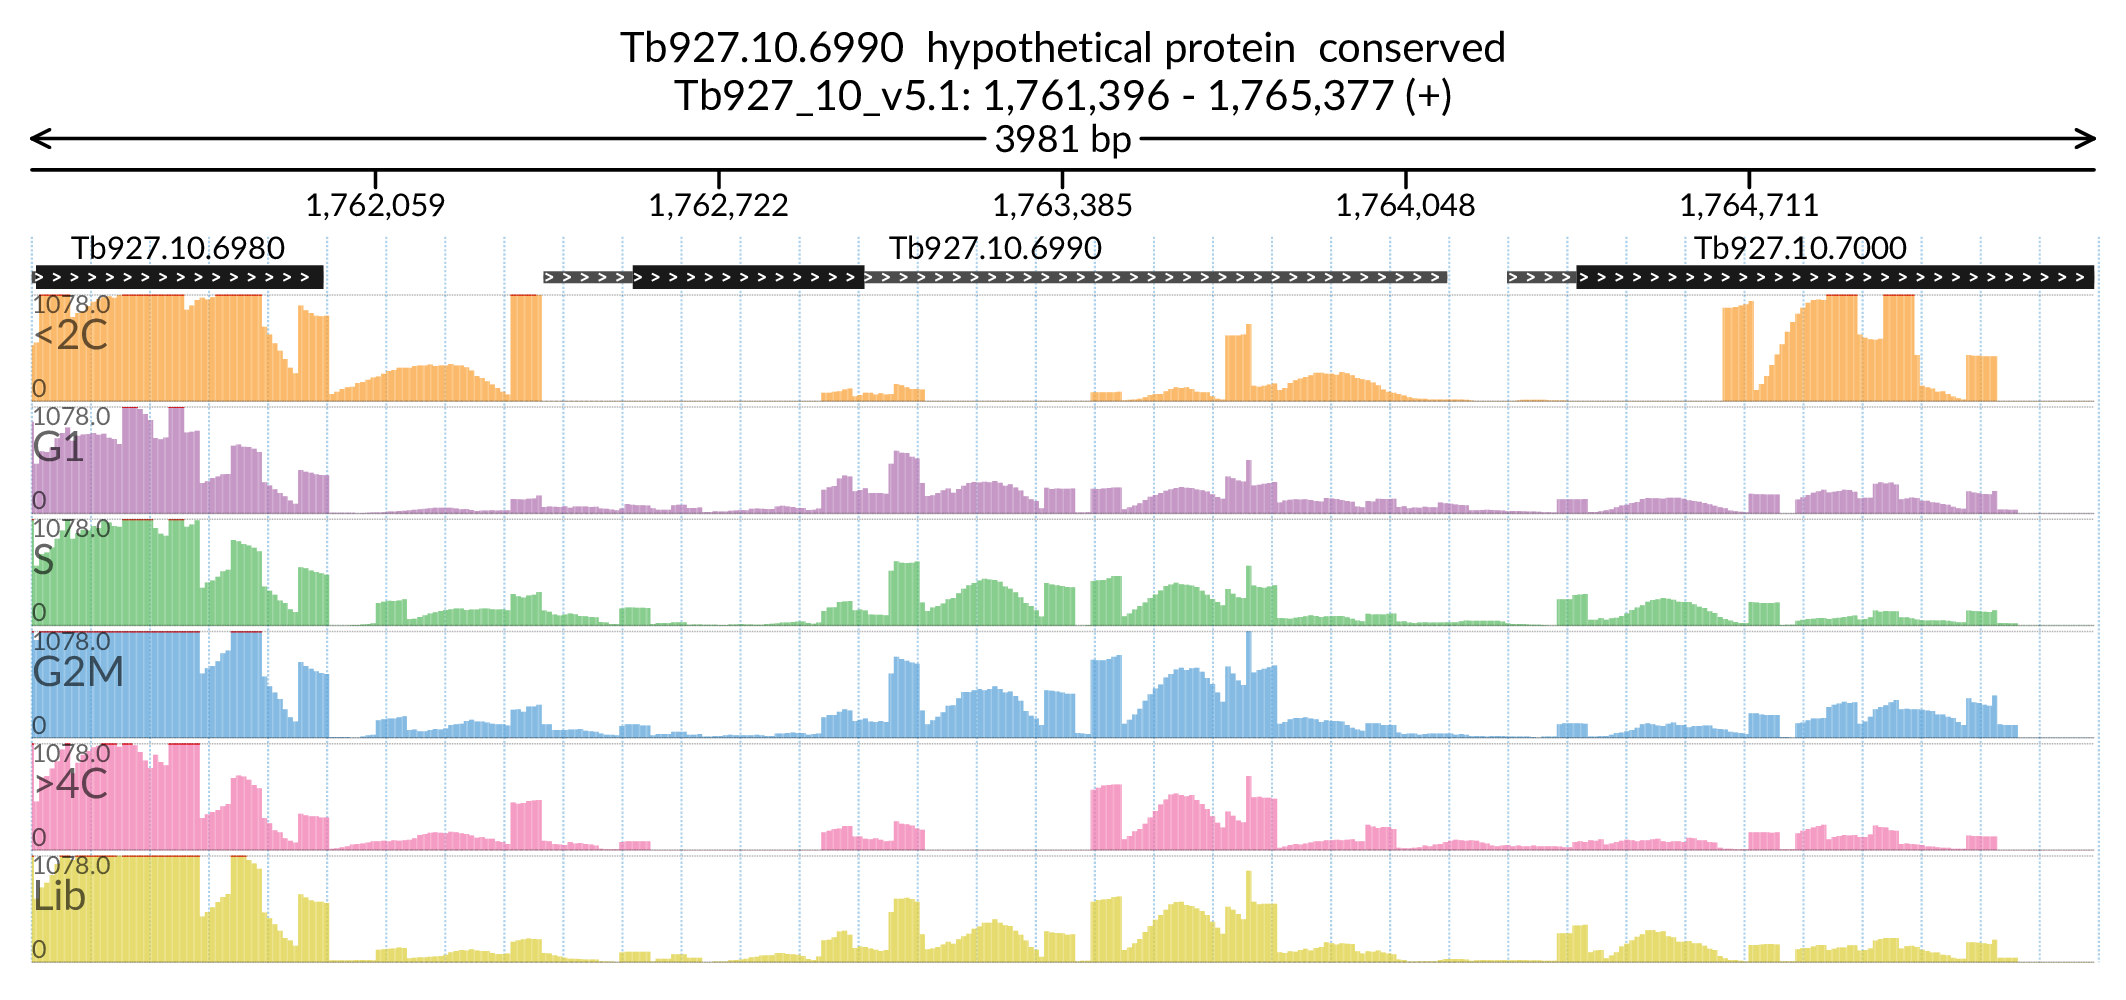 Tb927.10.6990 hypothetical protein conserved
Tb927_10_v5.1: 1,761,396 - 1,765,377 (+)
3981 bp
1,762,059 1,762,722 1,763,385 1,764,048 1,764,711
Tb927.10.6980 Tb927.10.6990 Tb927.10.7000
1078.0
<2C
0
1078.0
G1
0
1078.0
S
0
1078.0
G2M
0
1078.0
>4C
0
1078.0
Lib
0